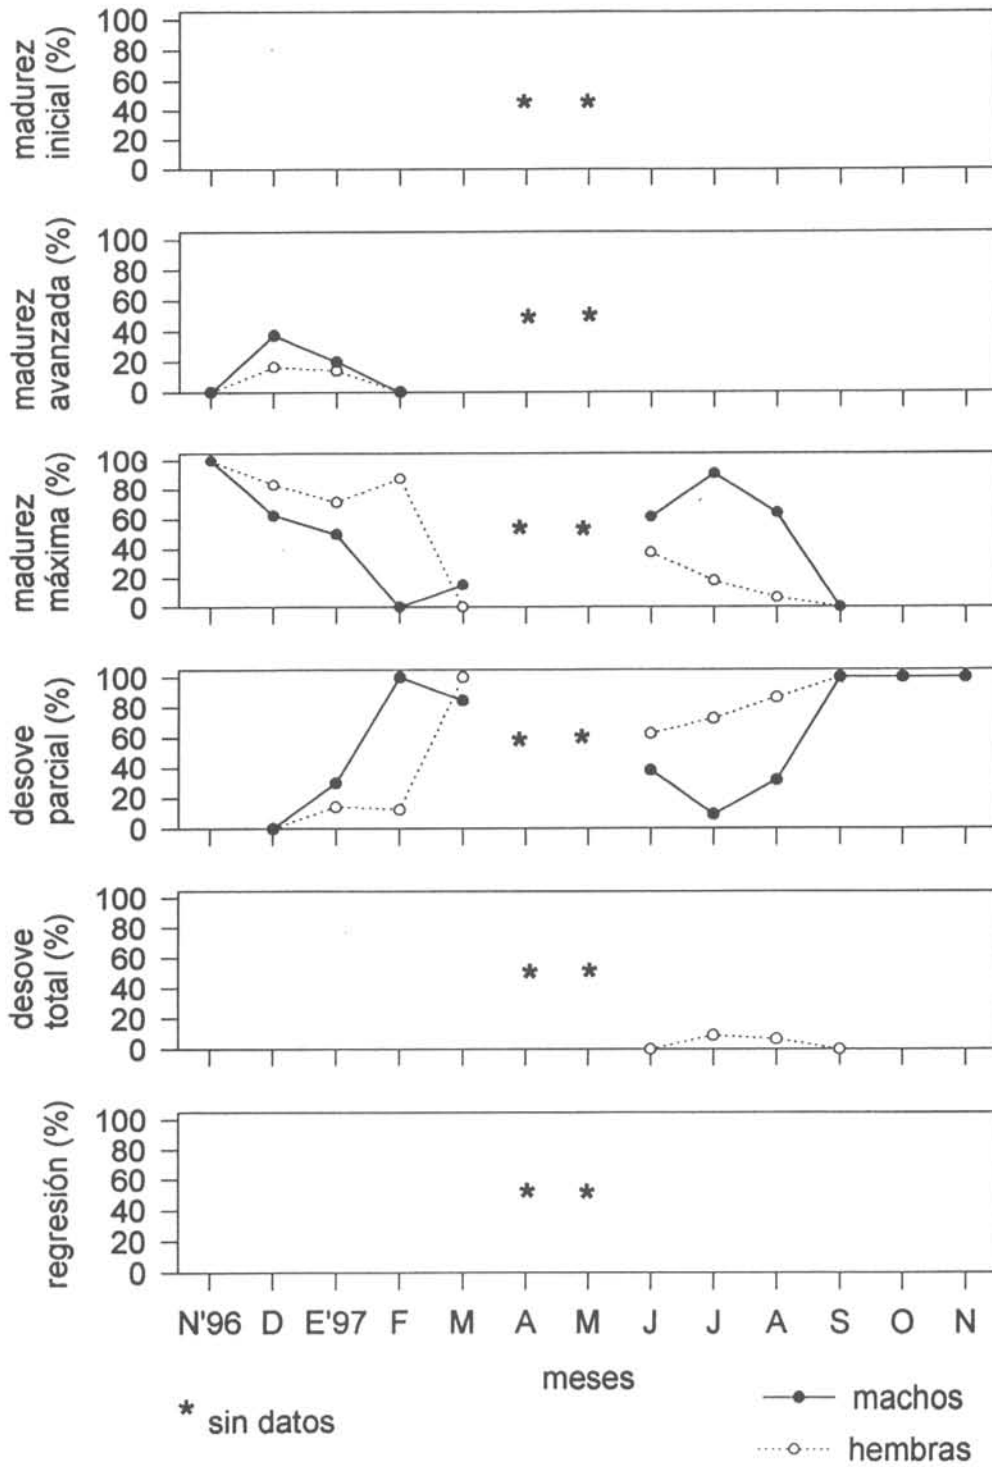 madurez
inicial (%)
100
80
60
40
20
0
* *
madurez
avanzada (%)
100
80
60
40
20
0
* *
madurez
máxima (%)
100
80
60
40
20
0
* *
desove
parcial (%)
100
80
60
40
20
0
* *
desove
total (%)
100
80
60
40
20
0
* *
regresión (%)
100
80
60
40
20
0
* *
N'96 D E'97 F M A M J J A S O N
meses
* sin datos
machos
hembras